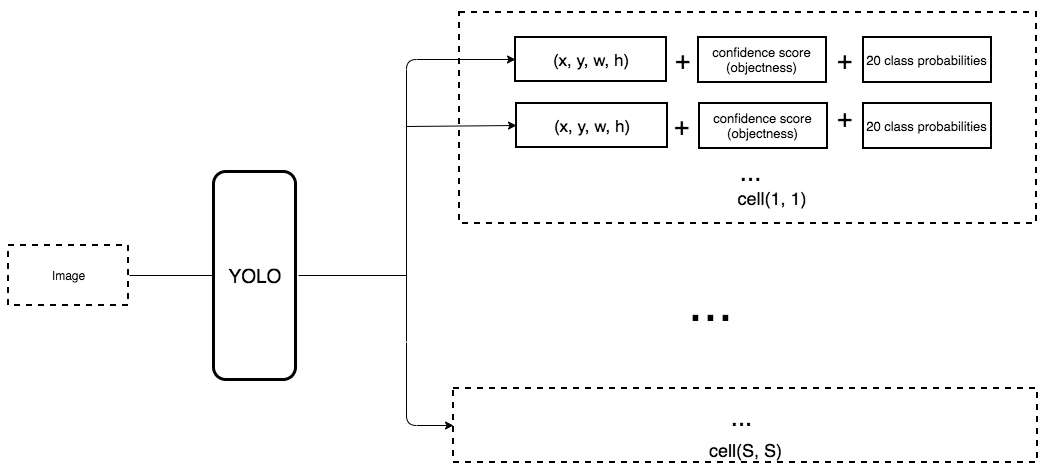 (x, y, w, h) + confidence score (objectness) + 20 class probabilities
(x, y, w, h) + confidence score (objectness) + 20 class probabilities
...
cell(1, 1)
Image
YOLO
...
...
cell(S, S)